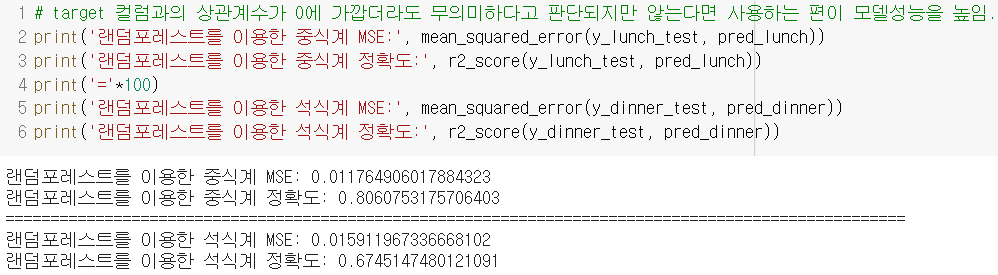 1 # target 컬럼과의 상관계수가 0에 가깝더라도 무의미하다고 판단되지만 않는다면 사용하는 편이 모델성능을 높임.
2 print('랜덤포레스트를 이용한 중식계 MSE:', mean_squared_error(y_lunch_test, pred_lunch))
3 print('랜덤포레스트를 이용한 중식계 정확도:', r2_score(y_lunch_test, pred_lunch))
4 print('='*100)
5 print('랜덤포레스트를 이용한 석식계 MSE:', mean_squared_error(y_dinner_test, pred_dinner))
6 print('랜덤포레스트를 이용한 석식계 정확도:', r2_score(y_dinner_test, pred_dinner))
랜덤포레스트를 이용한 중식계 MSE: 0.011764906017884323
랜덤포레스트를 이용한 중식계 정확도: 0.8060753175706403
====================================================================================================
랜덤포레스트를 이용한 석식계 MSE: 0.015911967336668102
랜덤포레스트를 이용한 석식계 정확도: 0.6745147480121091